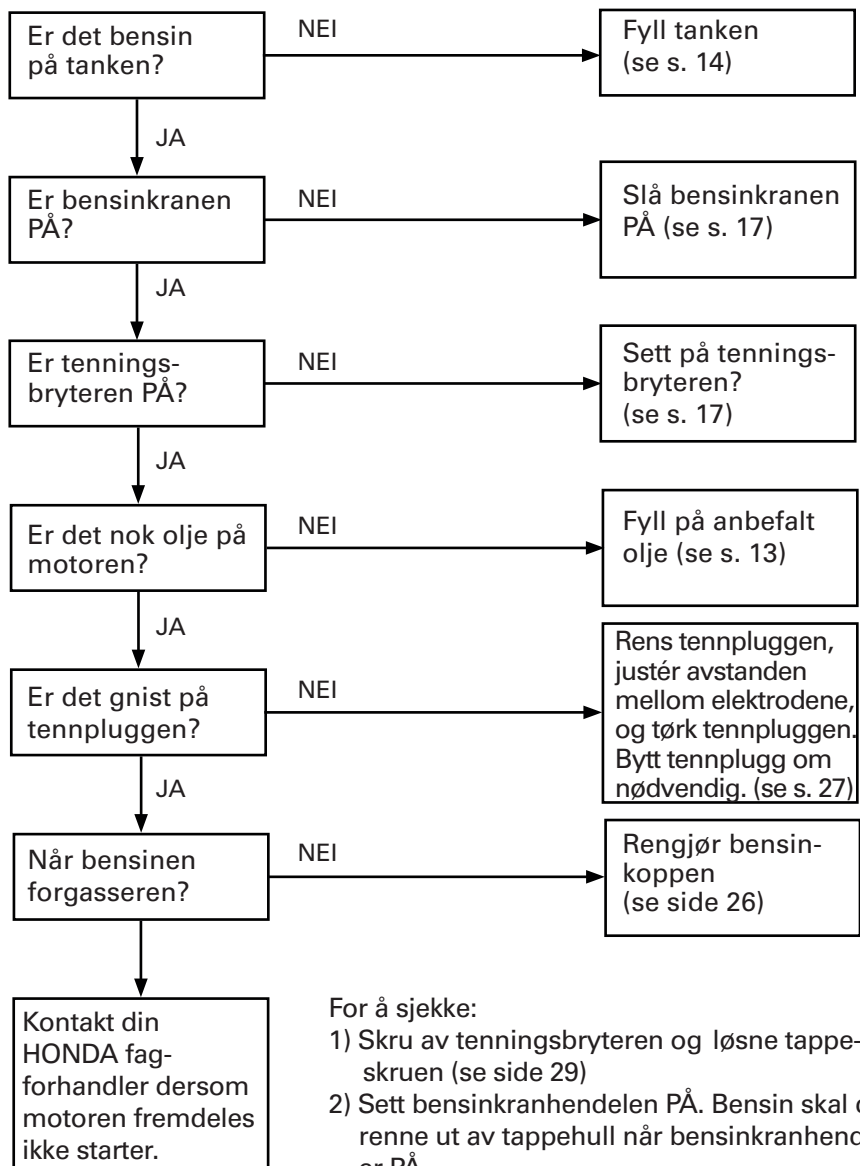 Er det bensin
på tanken?
NEI
Fyll tanken
(se s. 14)
JA
Er bensinkranen
PÅ?
NEI
Slå bensinkranen
PÅ (se s. 17)
JA
Er tennings-
bryteren PÅ?
NEI
Sett på tennings-
bryteren?
(se s. 17)
JA
Er det nok olje på
motoren?
NEI
Fyll på anbefalt
olje (se s. 13)
JA
Er det gnist på
tennpluggen?
NEI
Rens tennpluggen,
justér avstanden
mellom elektrodene,
og tørk tennpluggen.
Bytt tennplugg om
nødvendig. (se s. 27)
JA
Når bensinen
forgasseren?
NEI
Rengjør bensin-
koppen
(se side 26)
Kontakt din
HONDA fag-
forhandler dersom
motoren fremdeles
ikke starter.
For å sjekke:
1) Skru av tenningsbryteren og løsne tappe-
skruen (se side 29)
2) Sett bensinkranhendelen PÅ. Bensin skal
renne ut av tappehull når
er PÅ